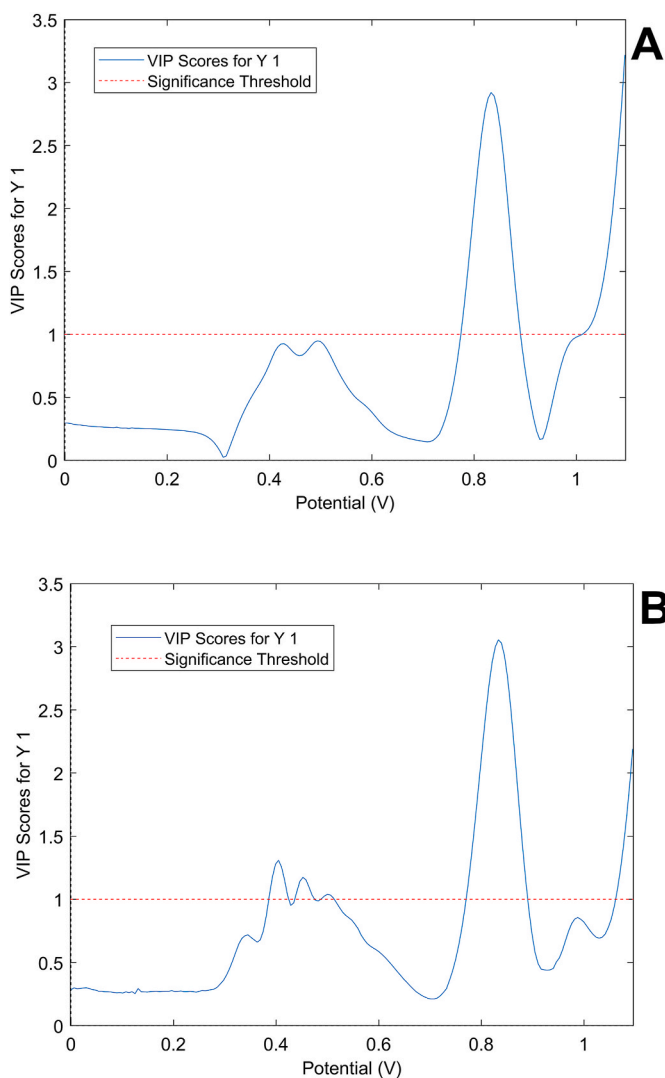 A
3.5
3
2.5
2
1.5
1
0.5
0
VIP Scores for Y 1
VIP Scores for Y 1
Significance Threshold
0 0.2 0.4 0.6 0.8 1
Potential (V)
B
3.5
3
2.5
2
1.5
1
0.5
0
VIP Scores for Y 1
VIP Scores for Y 1
Significance Threshold
0 0.2 0.4 0.6 0.8 1
Potential (V)